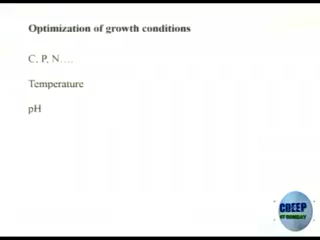 Optimization of growth conditions
C, P, N....
Temperature
pH
CDEEP
IIT BOMBAY